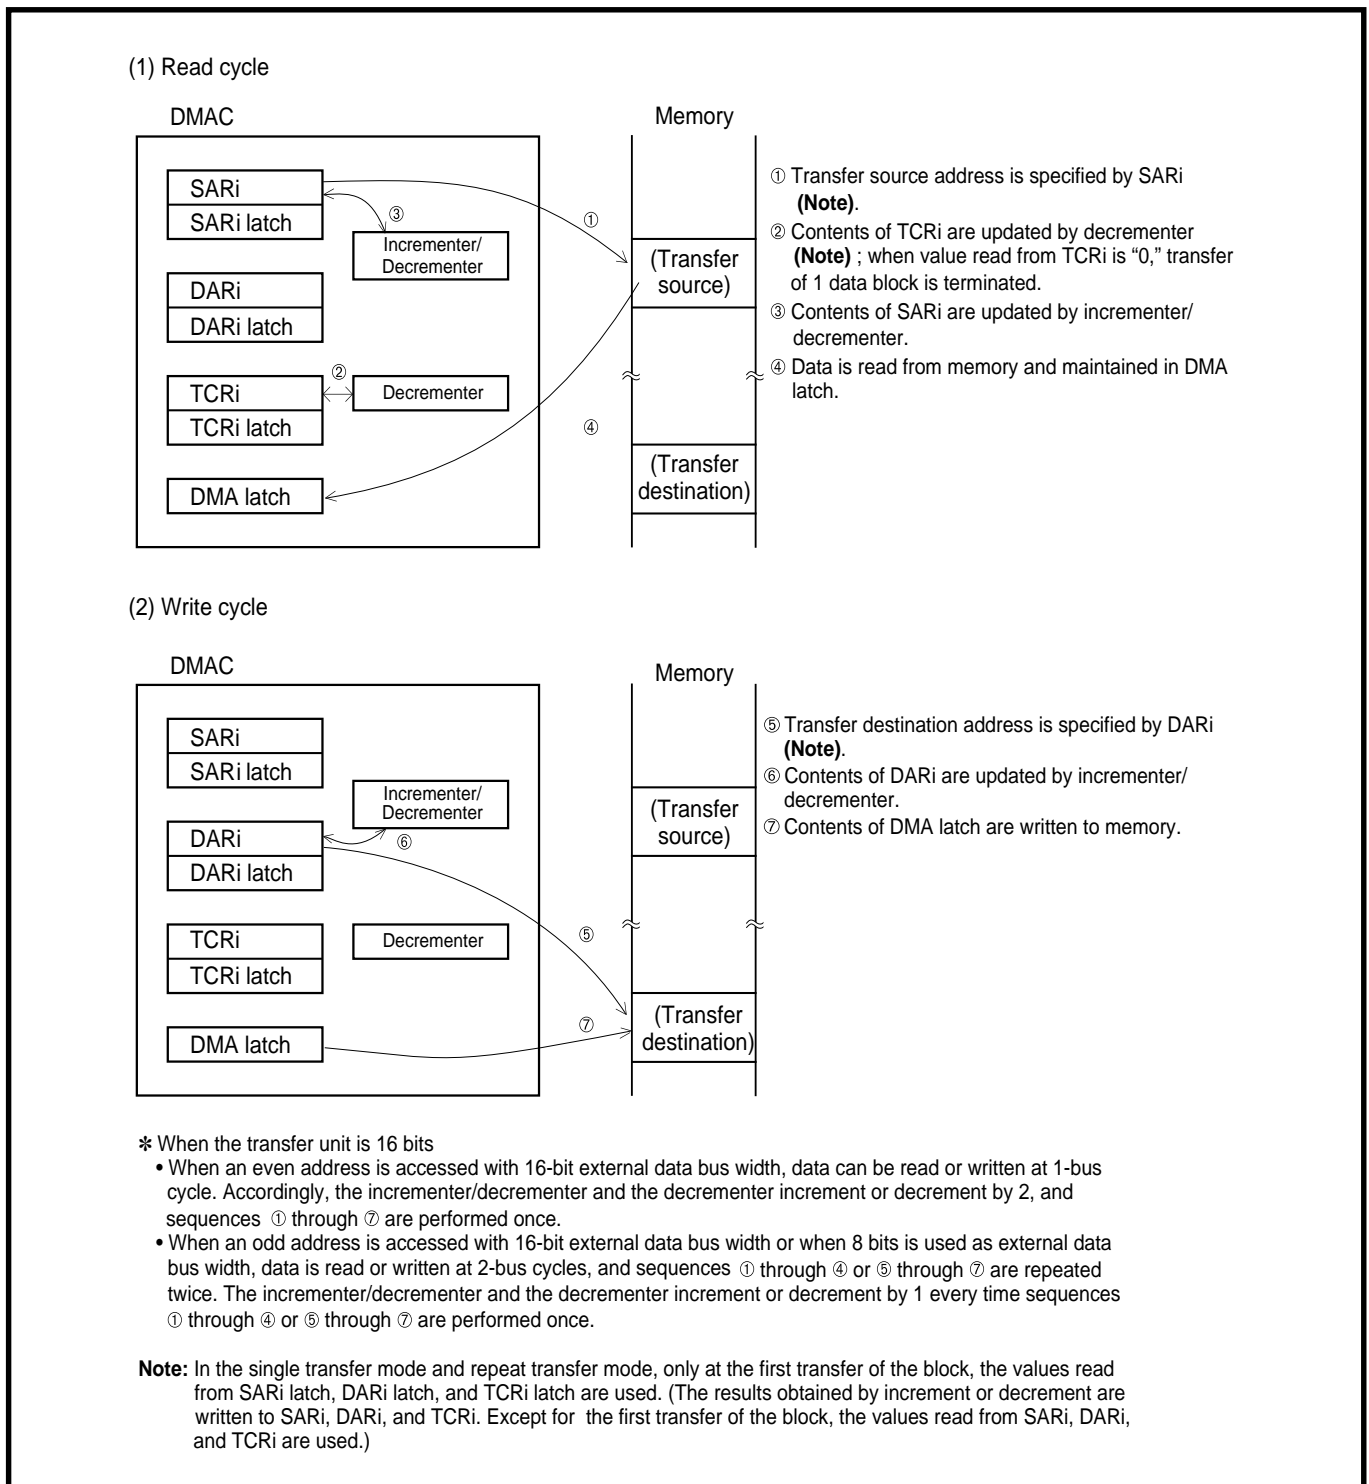 (1) Read cycle
DMAC
Memory
SARi
SARi latch
③
①
Incrementer/
Decrementer
(Transfer
source)
DARi
DARi latch
②
TCRi
Decrementer
TCRi latch
④
(Transfer
destination)
DMA latch
① Transfer source address is specified by SARi
(Note).
② Contents of TCRi are updated by decrementer
(Note) ; when value read from TCRi is “0,” transfer
of 1 data block is terminated.
③ Contents of SARi are updated by incrementer/
decrementer.
④ Data is read from memory and maintained in DMA
latch.
(2) Write cycle
DMAC
Memory
SARi
SARi latch
Incrementer/
Decrementer
(Transfer
source)
DARi
⑥
DARi latch
TCRi
Decrementer
⑤
TCRi latch
(Transfer
destination)
DMA latch
⑦
⑤ Transfer destination address is specified by DARi
(Note).
⑥ Contents of DARi are updated by incrementer/
decrementer.
⑦ Contents of DMA latch are written to memory.
✽ When the transfer unit is 16 bits
• When an even address is accessed with 16-bit external data bus width, data can be read or written at 1-bus
cycle. Accordingly, the incrementer/decrementer and the decrementer increment or decrement by 2, and
sequences ① through ⑦ are performed once.
• When an odd address is accessed with 16-bit external data bus width or when 8 bits is used as external data
bus width, data is read or written at 2-bus cycles, and sequences ① through ④ or ⑤ through ⑦ are repeated
twice. The incrementer/decrementer and the decrementer increment or decrement by 1 every time sequences
① through ④ or ⑤ through ⑦ are performed once.
Note: In the single transfer mode and repeat transfer mode, only at the first transfer of the block, the values read
from SARi latch, DARi latch, and TCRi latch are used. (The results obtained by increment or decrement are
written to SARi, DARi, and TCRi. Except for the first transfer of the block, the values read from SARi, DARi,
and TCRi are used.)